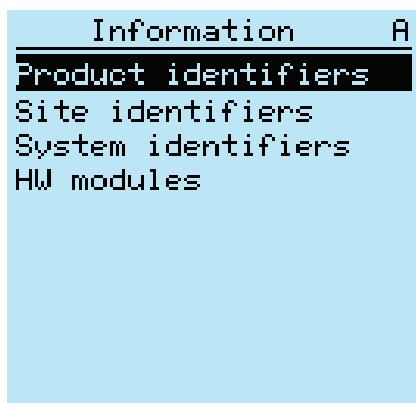 Information A
Product identifiers
Site identifiers
System identifiers
HW modules